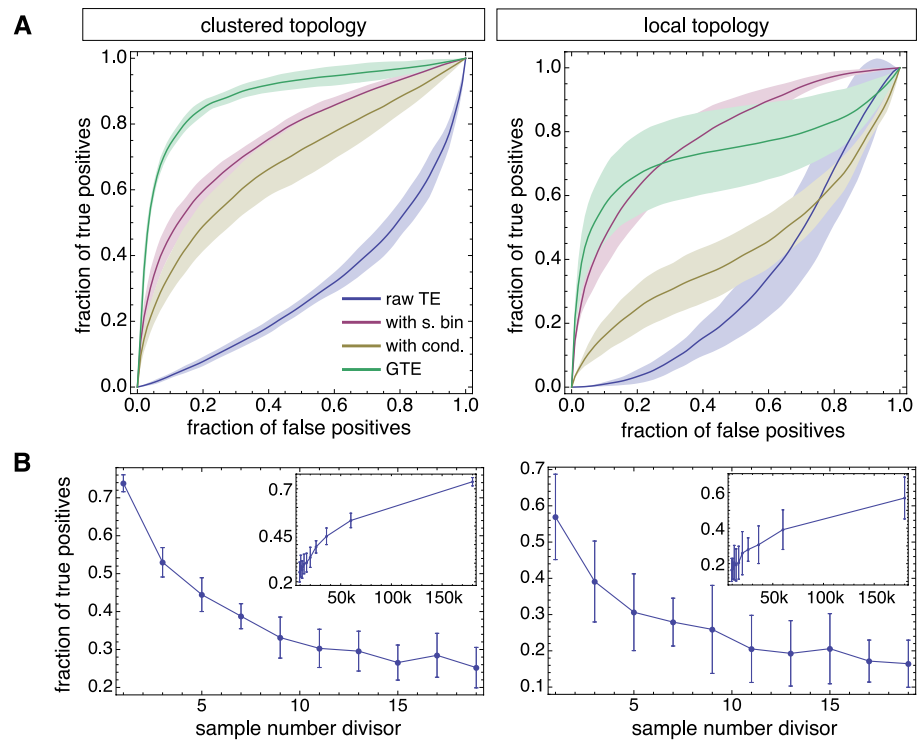 A
clustered topology
local topology
fraction of true positives
1.0
0.8
0.6
0.4
0.2
0.0
0.0 0.2 0.4 0.6 0.8 1.0
fraction of false positives
raw TE
with s. bin
with cond.
GTE
fraction of true positives
1.0
0.8
0.6
0.4
0.2
0.0
0.0 0.2 0.4 0.6 0.8 1.0
fraction of false positives
B
fraction of true positives
0.7
0.6
0.5
0.4
0.3
0.2
5 10 15
sample number divisor
0.7
0.45
0.2
50k 100k 150k
0.7
0.6
0.5
0.4
0.3
0.2
0.1
5 10 15
sample number divisor
0.6
0.4
0.2
50k 100k 150k